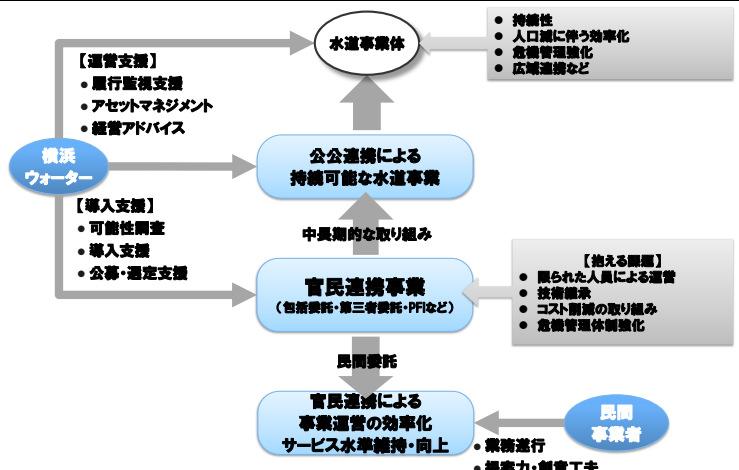 水道事業体
● 持続性
● 人口減に伴う効率化
● 危機管理強化
● 広域連携など
【運営支援】
● 履行監視支援
● アセットマネジメント
● 経営アドバイス
横浜
ウォーター
公公連携による
持続可能な水道事業
【導入支援】
● 可能性調査
● 導入支援
● 公募・選定支援
中長期的な取り組み
官民連携事業
（包括委託・第三者委託・PFIなど）
【抱える課題】
● 限られた人員による運営
● 技術継承
● コスト削減の取り組み
● 危機管理体制強化
民間委託
官民連携による
事業運営の効率化
サービス水準維持・向上
民間
事業者
● 業務遂行
● 提案力・創意工夫